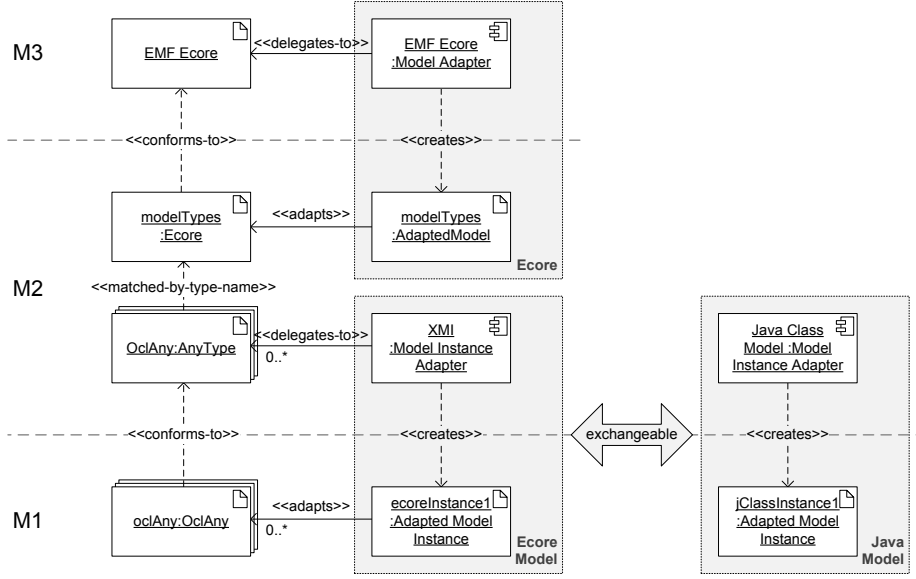 M3
EMF Ecore
<<delegates-to>>
EMF Ecore
:Model Adapter
<<conforms-to>>
<<creates>>
modelTypes
:Ecore
<<adapts>>
modelTypes
:AdaptedModel
Ecore
M2
<<matched-by-type-name>>
OclAny:AnyType
<<delegates-to>>
0..*
XMI
:Model Instance
Adapter
Java Class
Model :Model
Instance Adapter
<<conforms-to>>
<<creates>>
exchangeable
<<creates>>
M1
oclAny:OclAny
<<adapts>>
0..*
ecoreInstance1
:Adapted Model
Instance
Ecore
Model
jClassInstance1
:Adapted Model
Instance
Java
Model